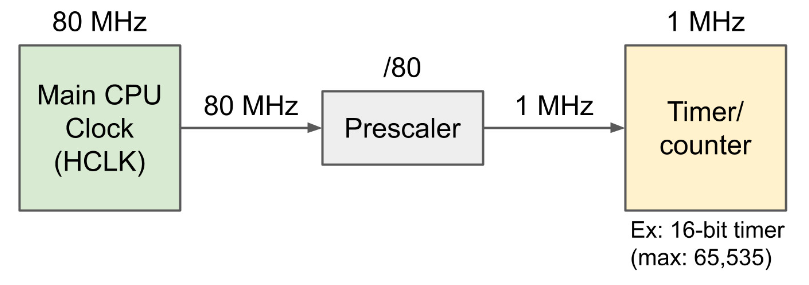 80 MHz
Main CPU
Clock
(HCLK)
80 MHz
/80
Prescaler
1 MHz
1 MHz
Timer/
counter
Ex: 16-bit timer
(max: 65,535)